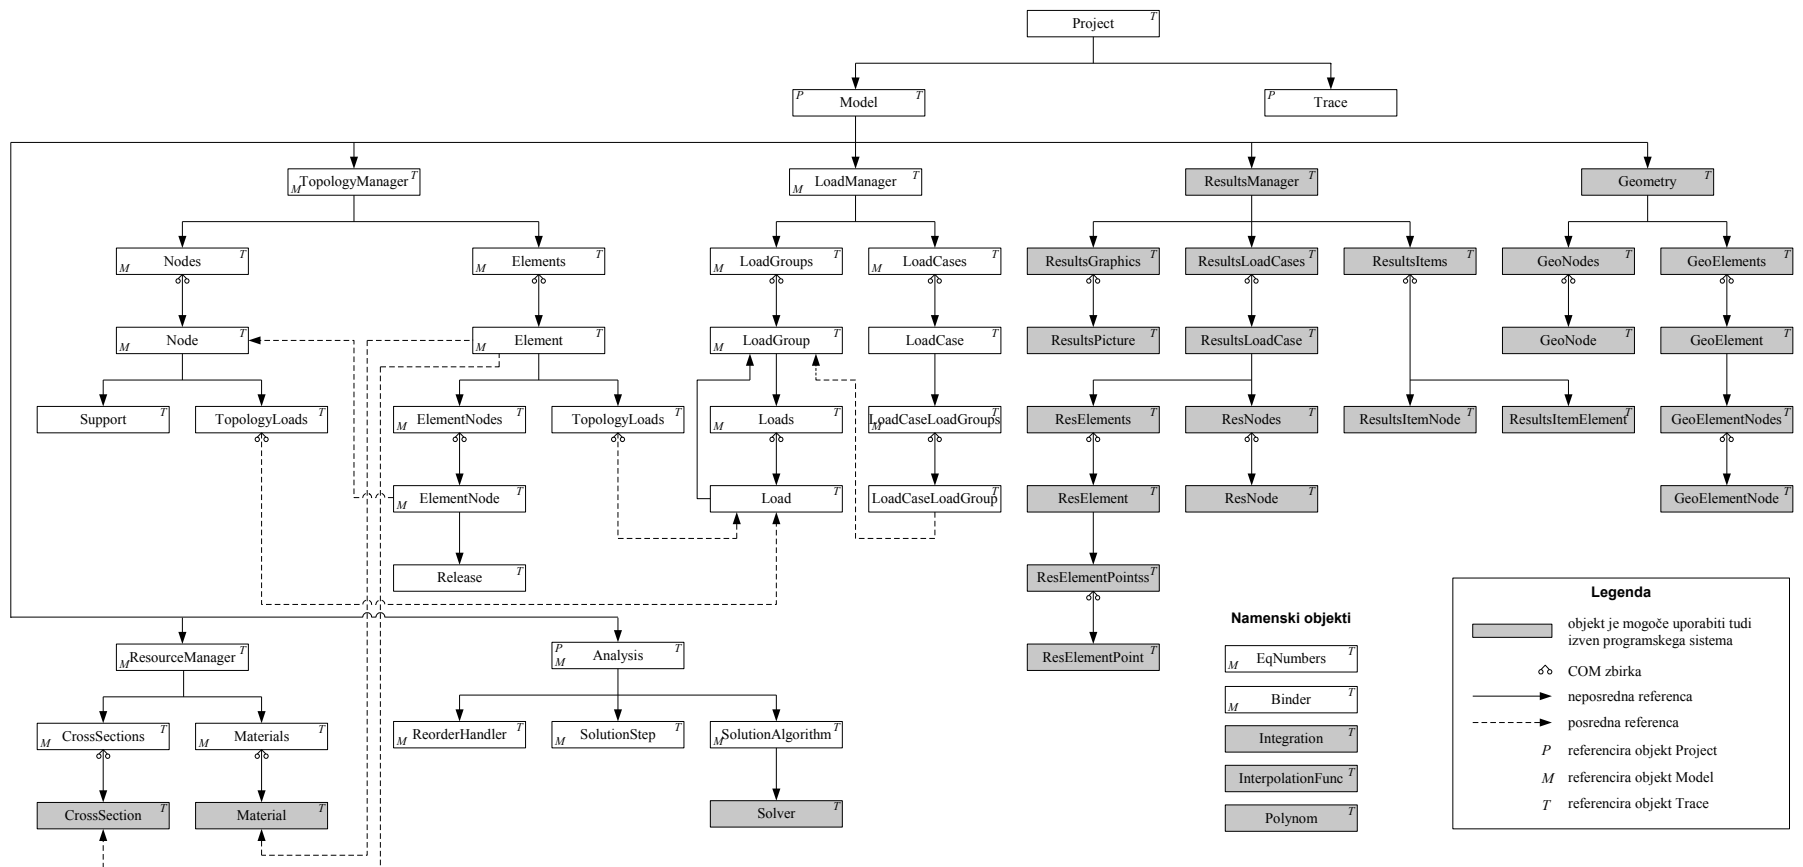 Project T
P Model T
P Trace
M TopologyManager T
M LoadManager T
ResultsManager T
Geometry T
M Nodes T
M Elements T
M LoadGroups T
M LoadCases T
ResultsGraphics T
ResultsLoadCases T
ResultsItems T
GeoNodes T
GeoElements T
M Node T
M Element T
M LoadGroup T
LoadCase T
ResultsPicture T
ResultsLoadCase T
GeoNode T
GeoElement T
Support T
TopologyLoads T
M ElementNodes T
TopologyLoads T
M Loads T
M LoadCaseLoadGroups T
ResElements T
ResNodes T
ResultsItemNode T
ResultsItemElement T
GeoElementNodes T
M ElementNode T
Load T
LoadCaseLoadGroup T
ResElement T
ResNode T
GeoElementNode T
Release T
ResElementPointss T
M ResourceManager T
P M Analysis T
ResElementPoint T
M CrossSections T
M Materials T
M ReorderHandler T
M SolutionStep T
M SolutionAlgorithm T
CrossSection T
Material T
Solver T
Namenski objekti
M EqNumbers T
M Binder T
Integration T
InterpolationFunc T
Polynom T
Legenda
objekt je mogoče uporabiti tudi
izven programskega sistema
COM zbirka
neposredna referenca
posredna referenca
P referencira objekt Project
M referencira objekt Model
T referencira objekt Trace